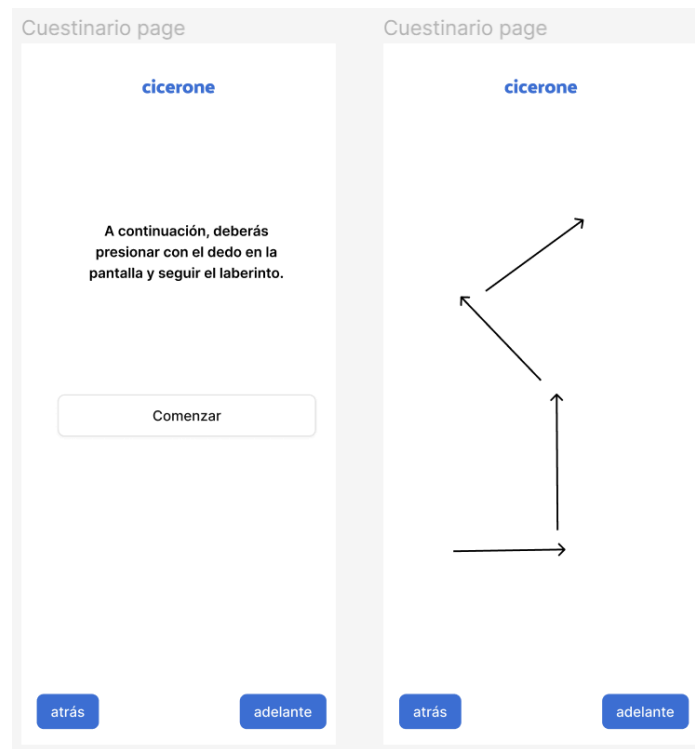 Cuestinario page
cicerone
A continuación, deberás
presionar con el dedo en la
pantalla y seguir el laberinto.
Comenzar
atrás
adelante
Cuestinario page
cicerone
atrás
adelante